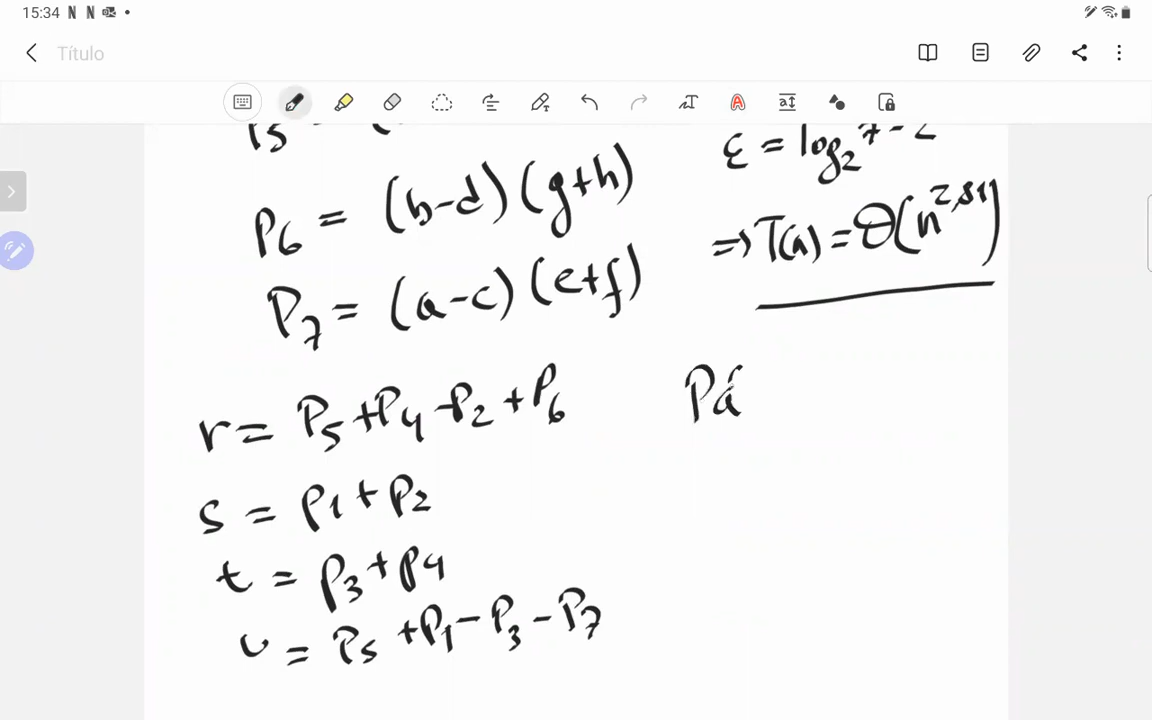 15:34
Título
P5 = (
P6 = (b-d)(g+h)
P7 = (a-c)(e+f)
r = P5+P4-P2+P6
s = P1+P2
t = P3+P4
u = P5+P1-P3-P7
ε = log2 7-2
=> T(n) = Θ(n^2,81)
Pá